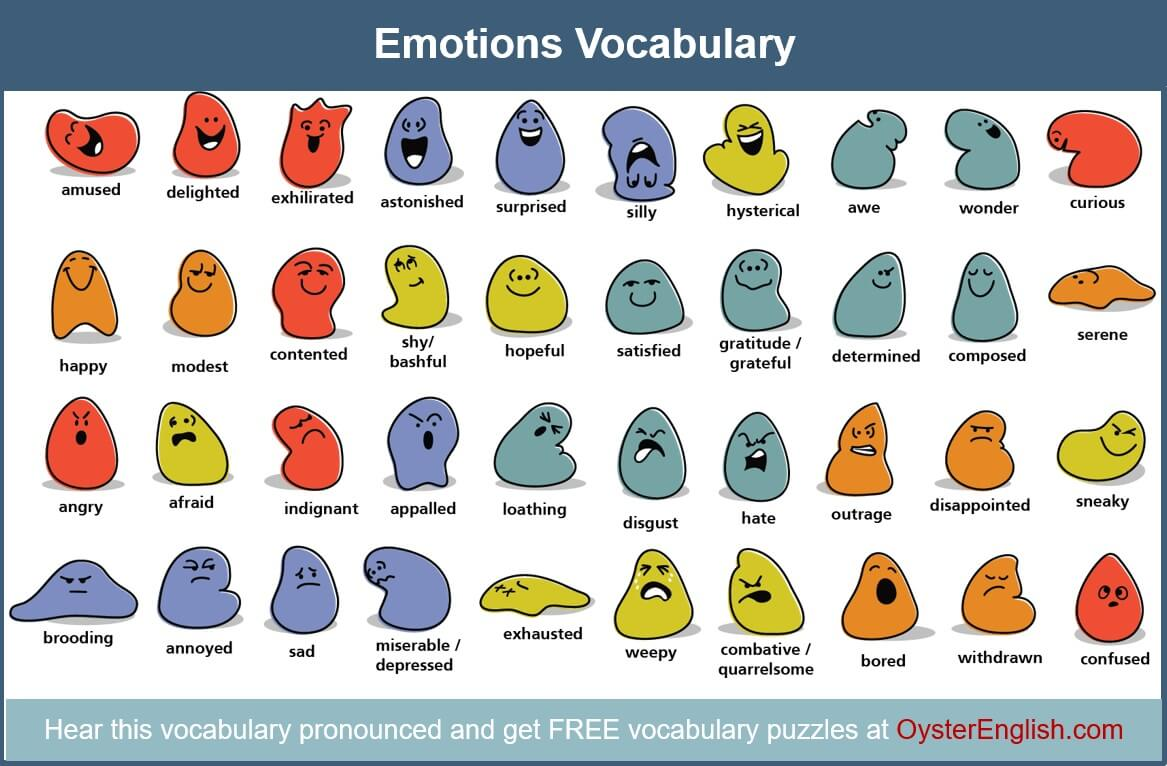 Emotions Vocabulary
amused
delighted
exhilirated
astonished
surprised
silly
hysterical
awe
wonder
curious
happy
modest
contented
shy/
bashful
hopeful
satisfied
gratitude /
grateful
determined
composed
serene
angry
afraid
indignant
appalled
loathing
disgust
hate
outrage
disappointed
sneaky
brooding
annoyed
sad
miserable /
depressed
exhausted
weepy
combative /
quarrelsome
bored
withdrawn
confused
Hear this vocabulary pronounced and get FREE vocabulary puzzles at OysterEnglish.com